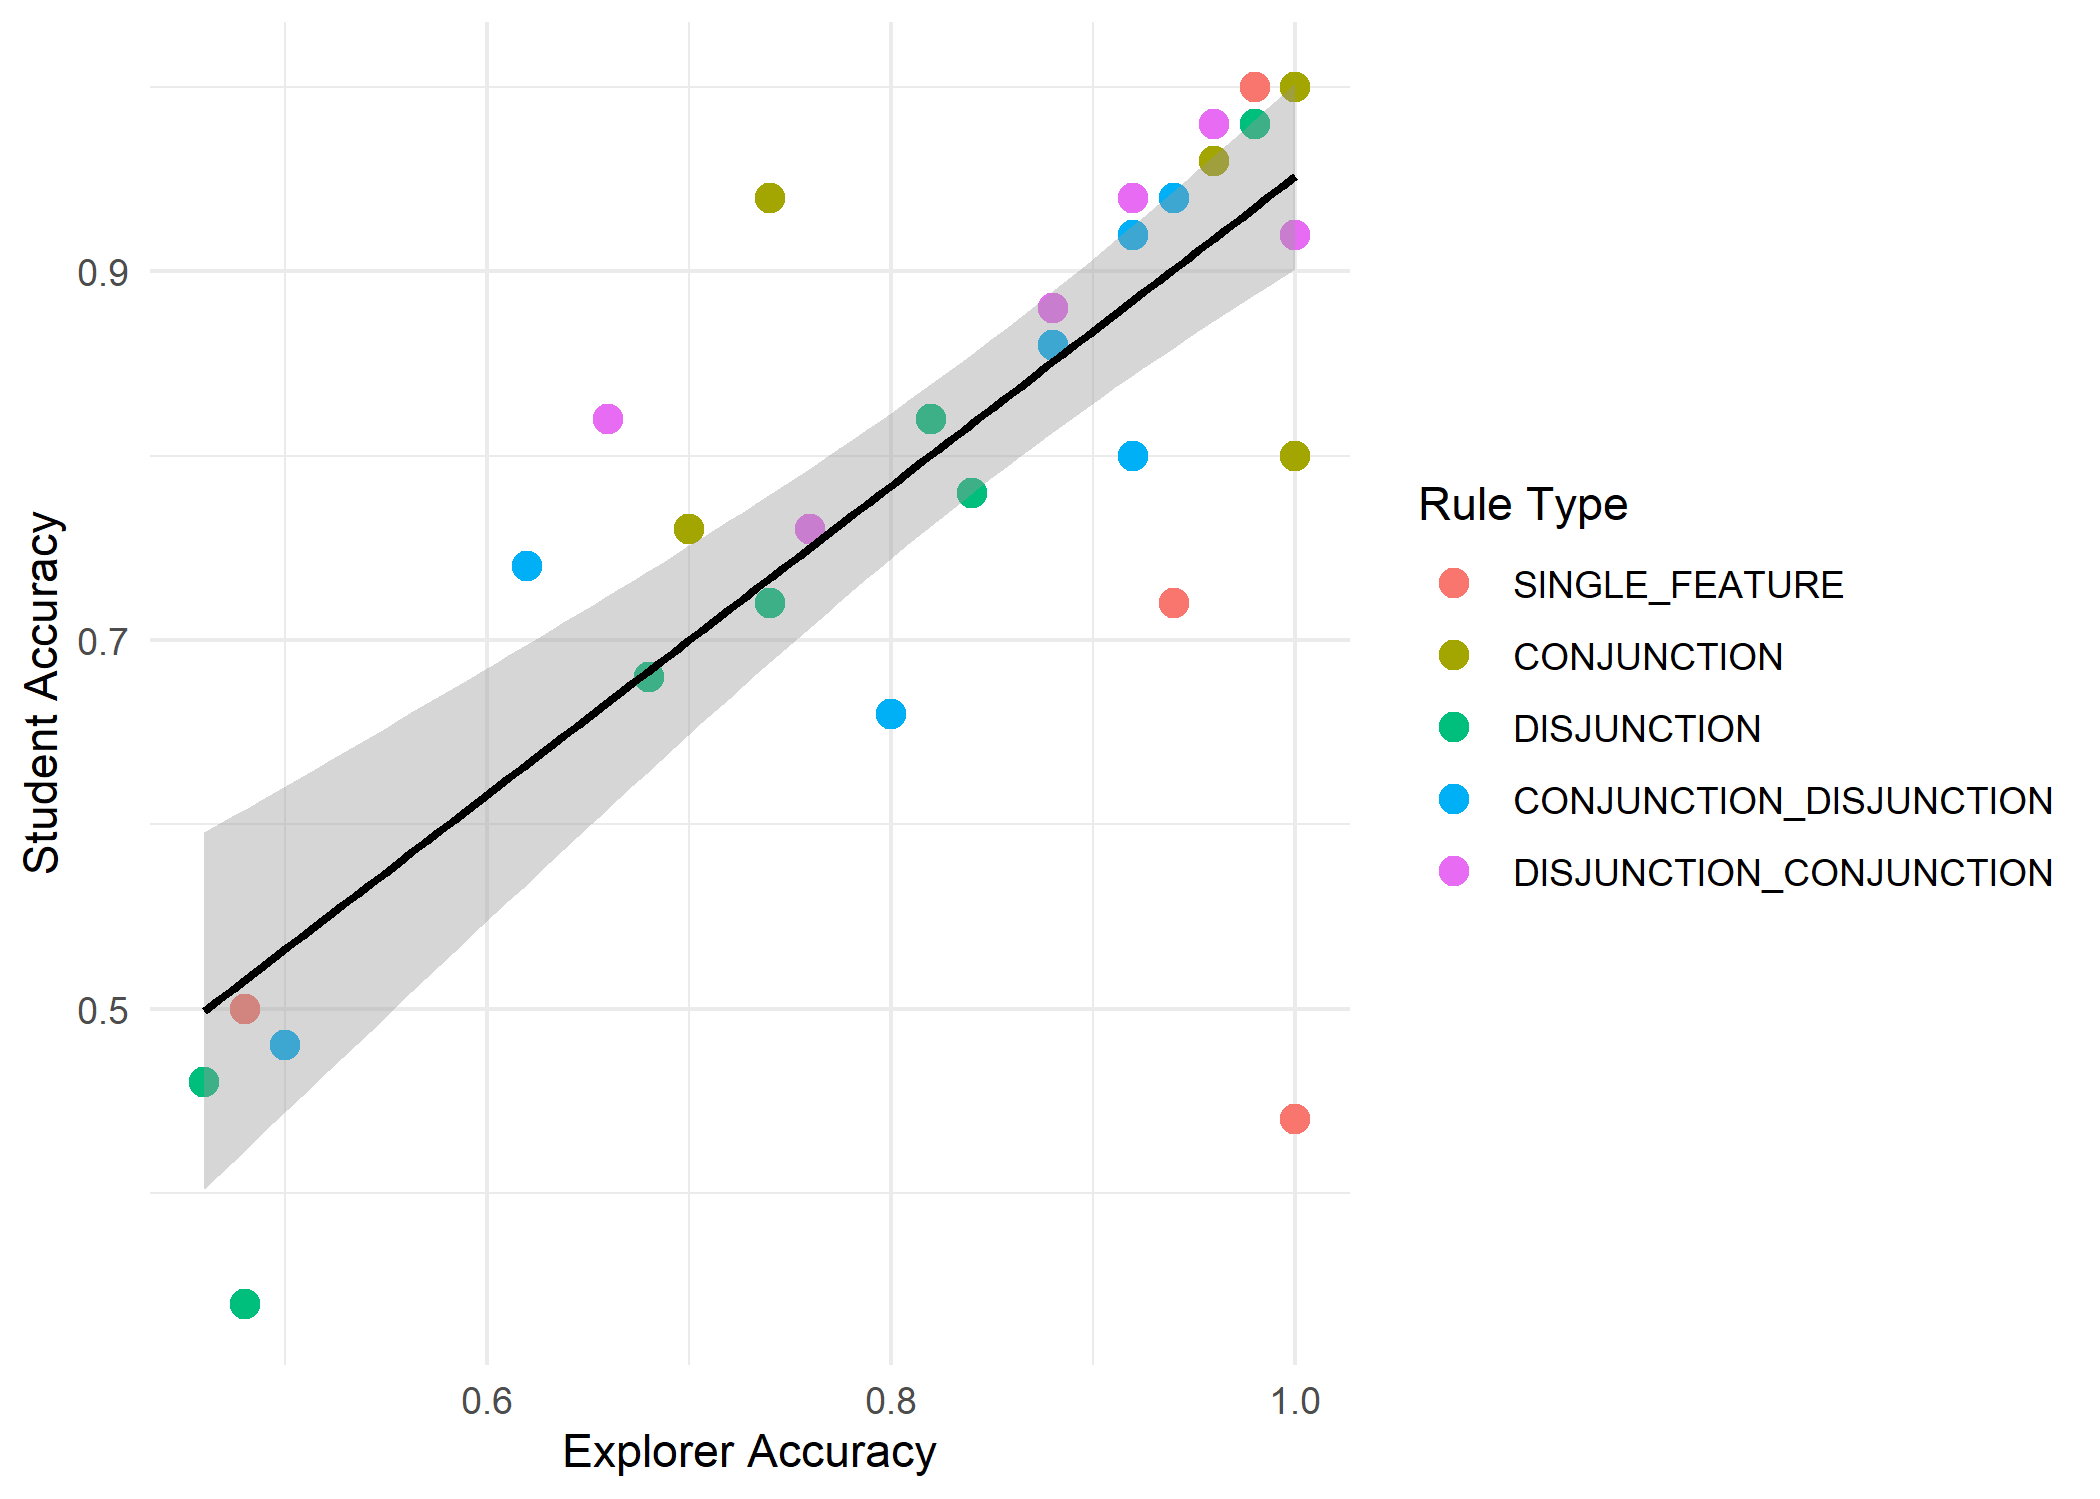 Student Accuracy
0.9
0.7
0.5
0.6
0.8
1.0
Explorer Accuracy
Rule Type
SINGLE_FEATURE
CONJUNCTION
DISJUNCTION
CONJUNCTION_DISJUNCTION
DISJUNCTION_CONJUNCTION